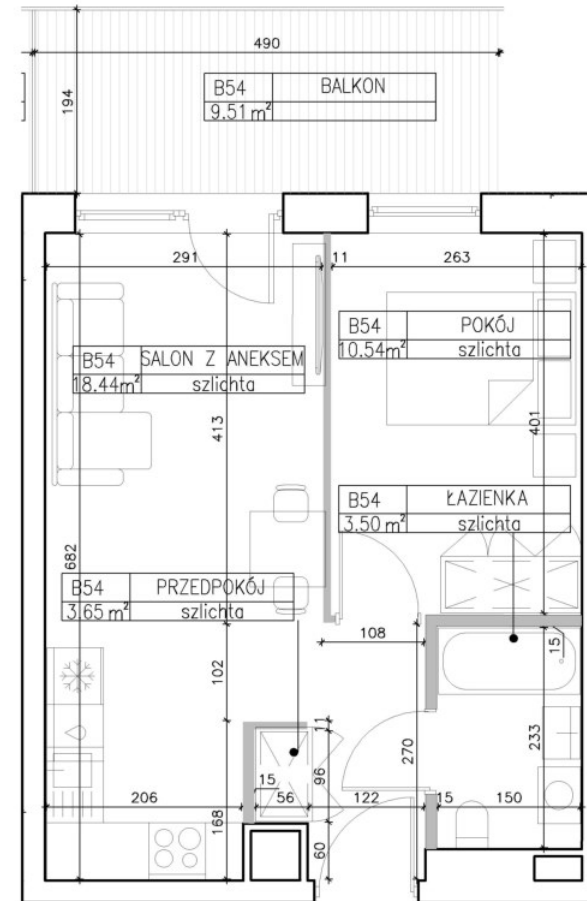 490
194
B54 BALKON
9.51 m²
291 11 263
B54 POKÓJ
10.54m² szlichta
B54 SALON Z ANEKSEM
18.44m² szlichta
413
401
B54 ŁAZIENKA
3.50 m² szlichta
682
B54 PRZEDPOKÓJ
3.65 m² szlichta
108
15
102
11
270
233
15
96
206 56 122 15 150
168
60